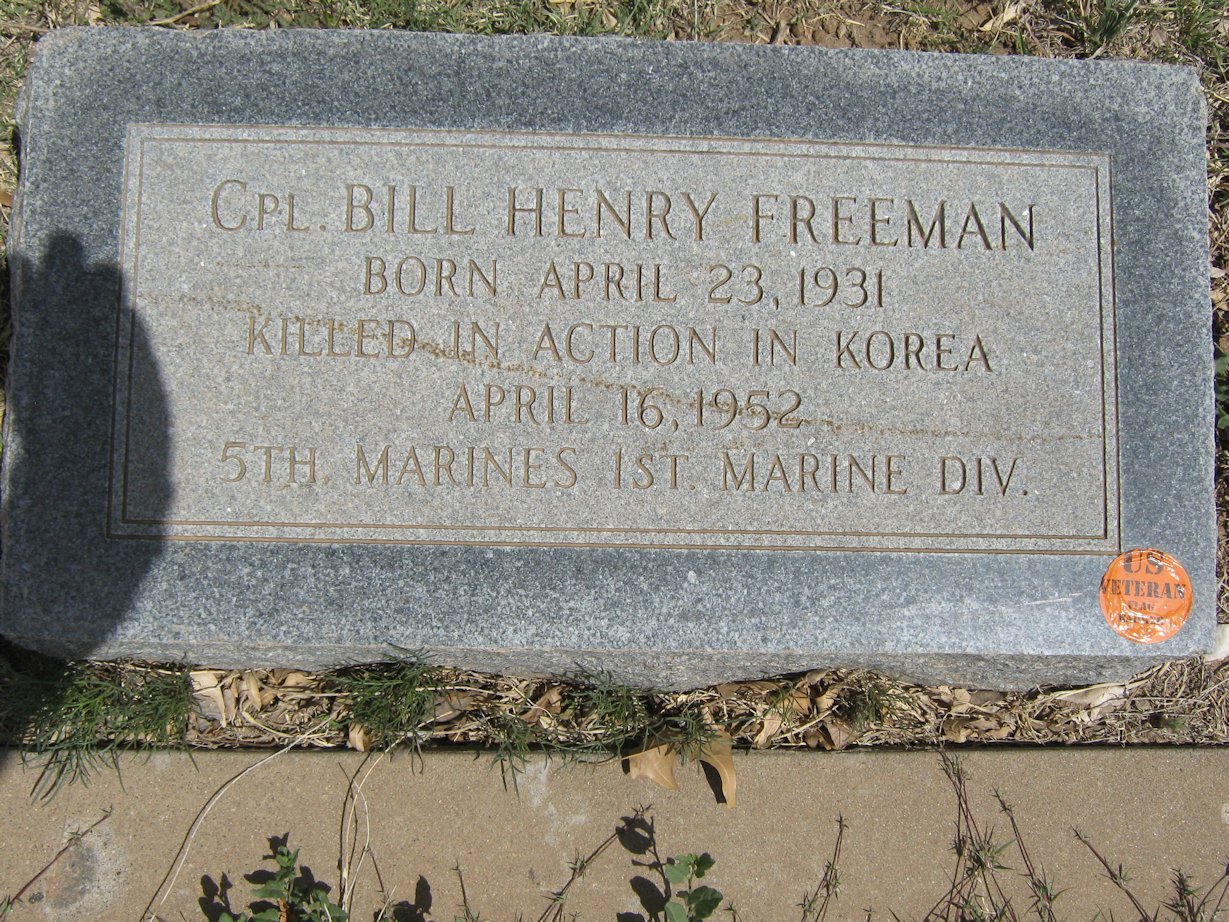 CPL. BILL HENRY FREEMAN
BORN APRIL 23, 1931
KILLED IN ACTION IN KOREA
APRIL 16, 1952
5TH. MARINES 1ST. MARINE DIV.
US
VETERAN
FLAG